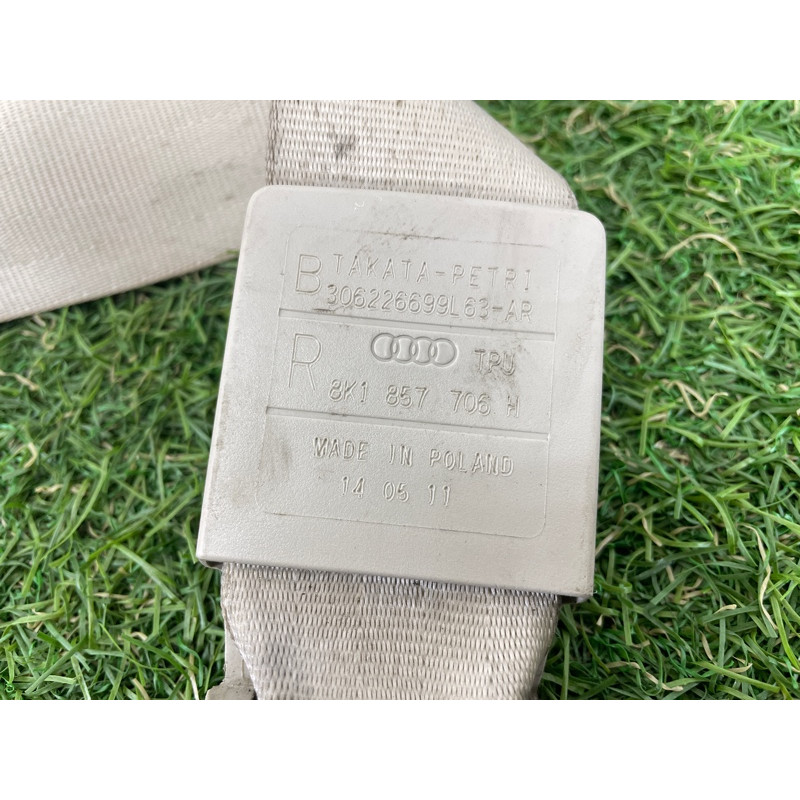 B TAKATA-PETRI
306226699L63-AR
R TPU
8K1 857 706 H
MADE IN POLAND
14 05 11